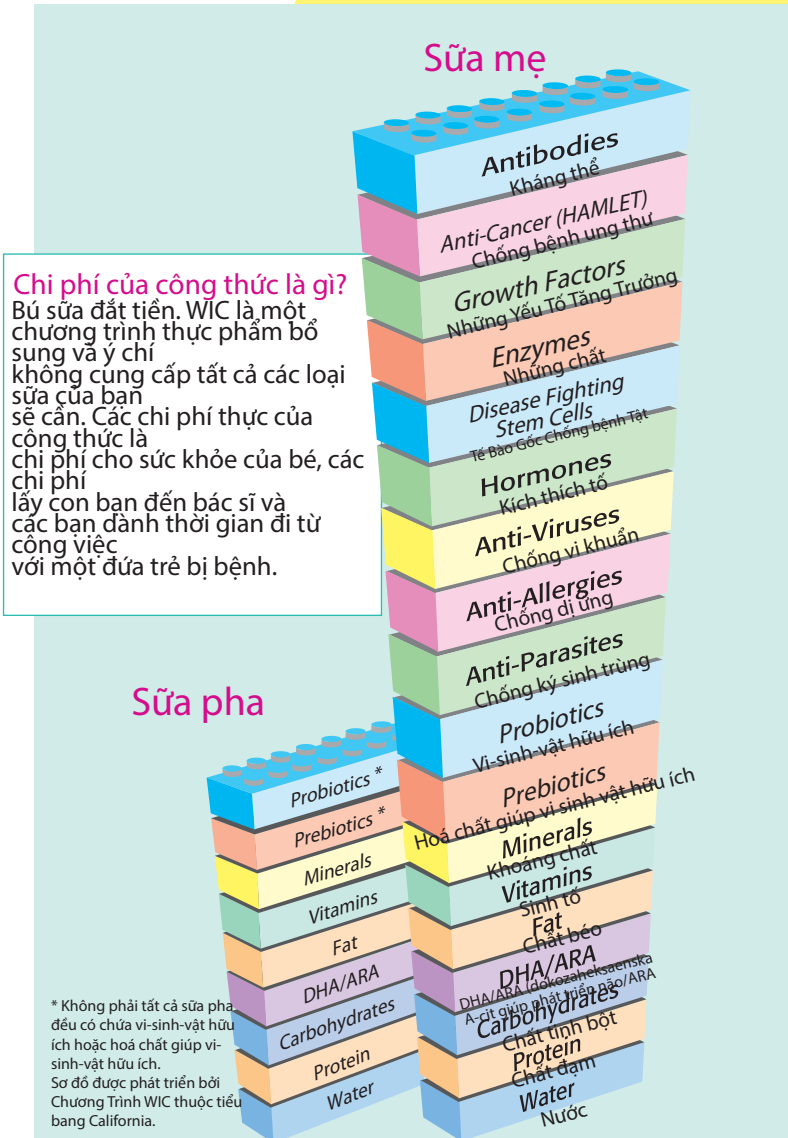 Sữa mẹ
Antibodies
Kháng thể
Anti-Cancer (HAMLET)
Chống bệnh ung thư
Growth Factors
Những Yếu Tố Tăng Trưởng
Enzymes
Những chất
Disease Fighting
Stem Cells
Tế Bào Gốc Chống bệnh Tật
Hormones
Kích thích tố
Anti-Viruses
Chống vi khuẩn
Anti-Allergies
Chống dị ứng
Anti-Parasites
Chống ký sinh trùng
Probiotics
Vi-sinh-vật hữu ích
Prebiotics
Hoá chất giúp vi sinh vật hữu ích
Minerals
Khoáng chất
Vitamins
Sinh tố
Fat
Chất béo
DHA/ARA
DHA/ARA (dokozaheksaenska
A-cit giúp phát triển não/ARA
Carbohydrates
Chất tinh bột
Protein
Chất đạm
Water
Nước
Chi phí của công thức là gì?
Bú sữa đắt tiền. WIC là một
chương trình thực phẩm bổ
sung và ý chí
không cung cấp tất cả các loại
sữa của bạn
sẽ cần. Các chi phí thực của
công thức là
chi phí cho sức khỏe của bé, các
chi phí
lấy con bạn đến bác sĩ và
các bạn dành thời gian đi từ
công việc
với một đứa trẻ bị bệnh.
Sữa pha
Probiotics *
Prebiotics *
Minerals
Vitamins
Fat
DHA/ARA
Carbohydrates
Protein
Water
* Không phải tất cả sữa pha
đều có chứa vi-sinh-vật hữu
ích hoặc hoá chất giúp vi-
sinh-vật hữu ích.
Sơ đồ được phát triển bởi
Chương Trình WIC thuộc tiểu
bang California.